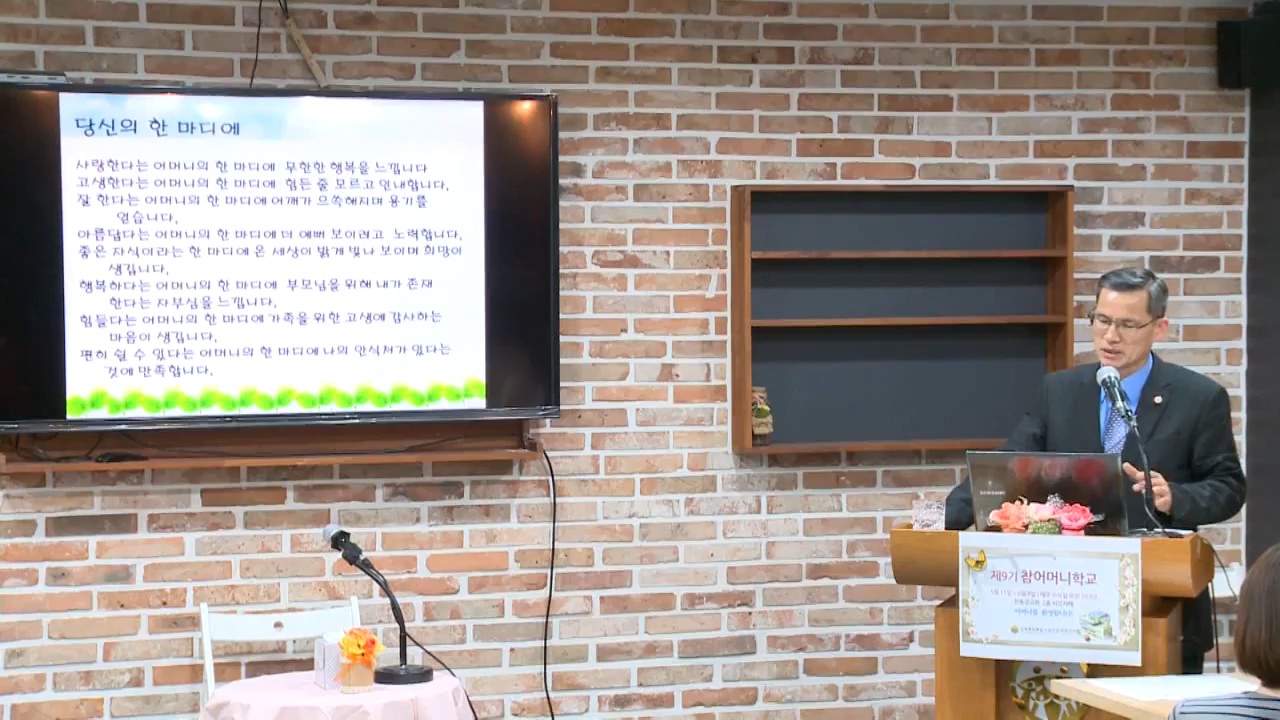 당신의 한 마디에
사랑한다는 어머니의 한 마디에 무한한 행복을 느낍니다
고생한다는 어머니의 한 마디에 힘든 줄 모르고 인내합니다.
잘 한다는 어머니의 한 마디에 어깨가 으쓱해지며 용기를
얻습니다.
아름답다는 어머니의 한 마디에 더 예뻐 보이려고 노력합니다.
좋은 자식이라는 한 마디에 온 세상이 밝게 빛나 보이며 희망이
생깁니다.
행복하다는 어머니의 한 마디에 부모님을 위해 내가 존재
한다는 자부심을 느낍니다.
힘들다는 어머니의 한 마디에 가족을 위한 고생에 감사하는
마음이 생깁니다.
편히 쉴 수 있다는 어머니의 한 마디에 나의 안식처가 있다는
것에 만족합니다.
제9기 참어머니학교